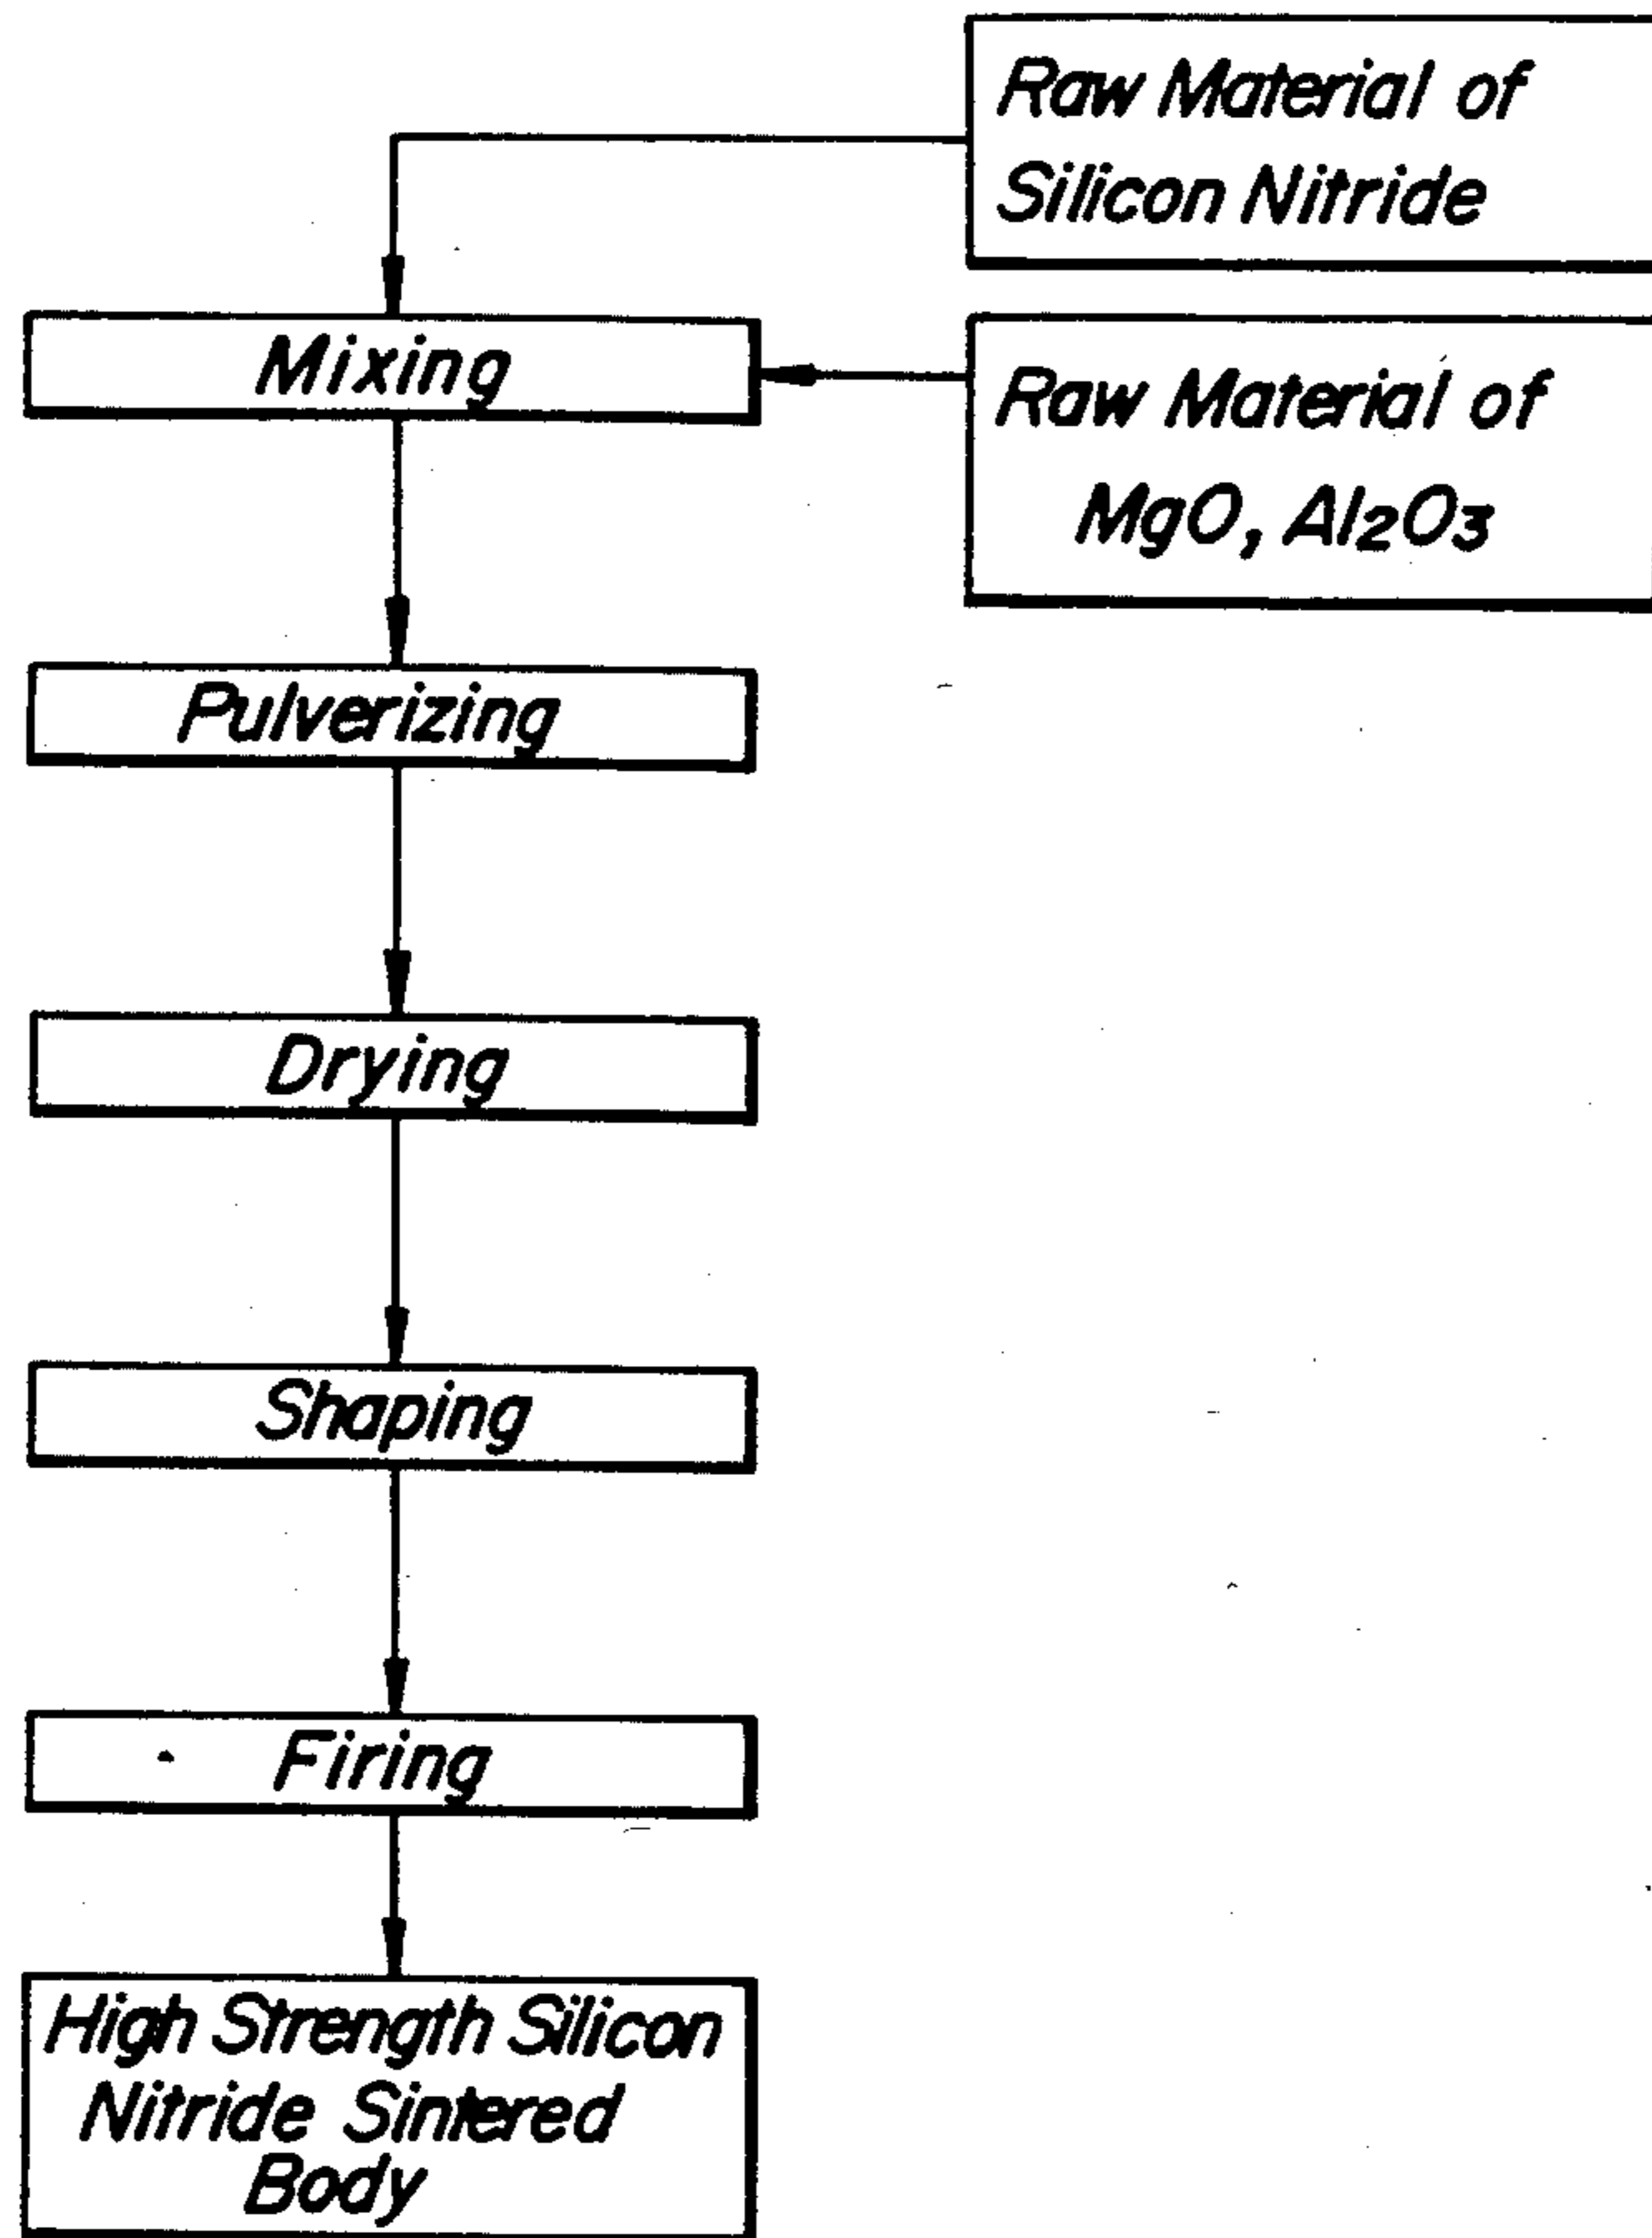 Raw Material of
Silicon Nitride
Mixing
Raw Material of
MgO, Al2O3
Pulverizing
Drying
Shaping
Firing
High Strength Silicon
Nitride Sintered
Body